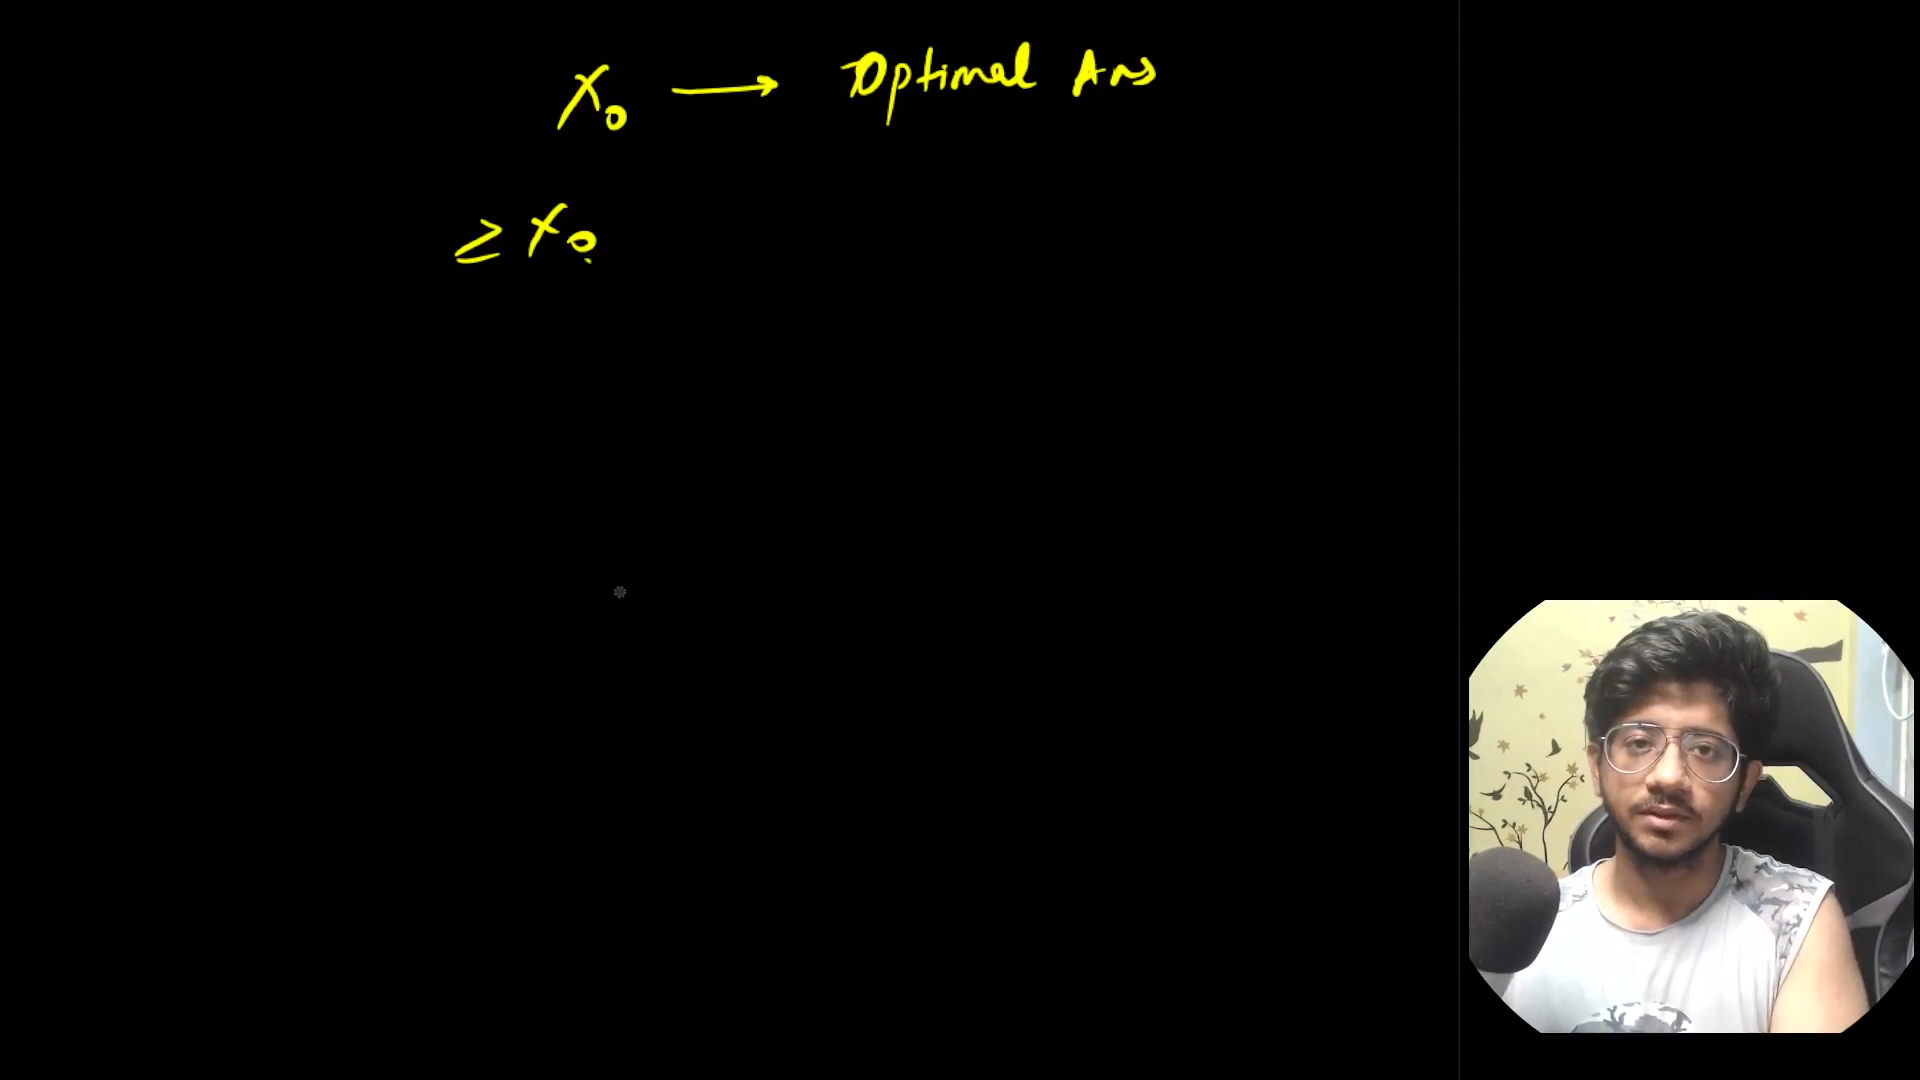 X₀ → Optimal Ans
≥ X₀